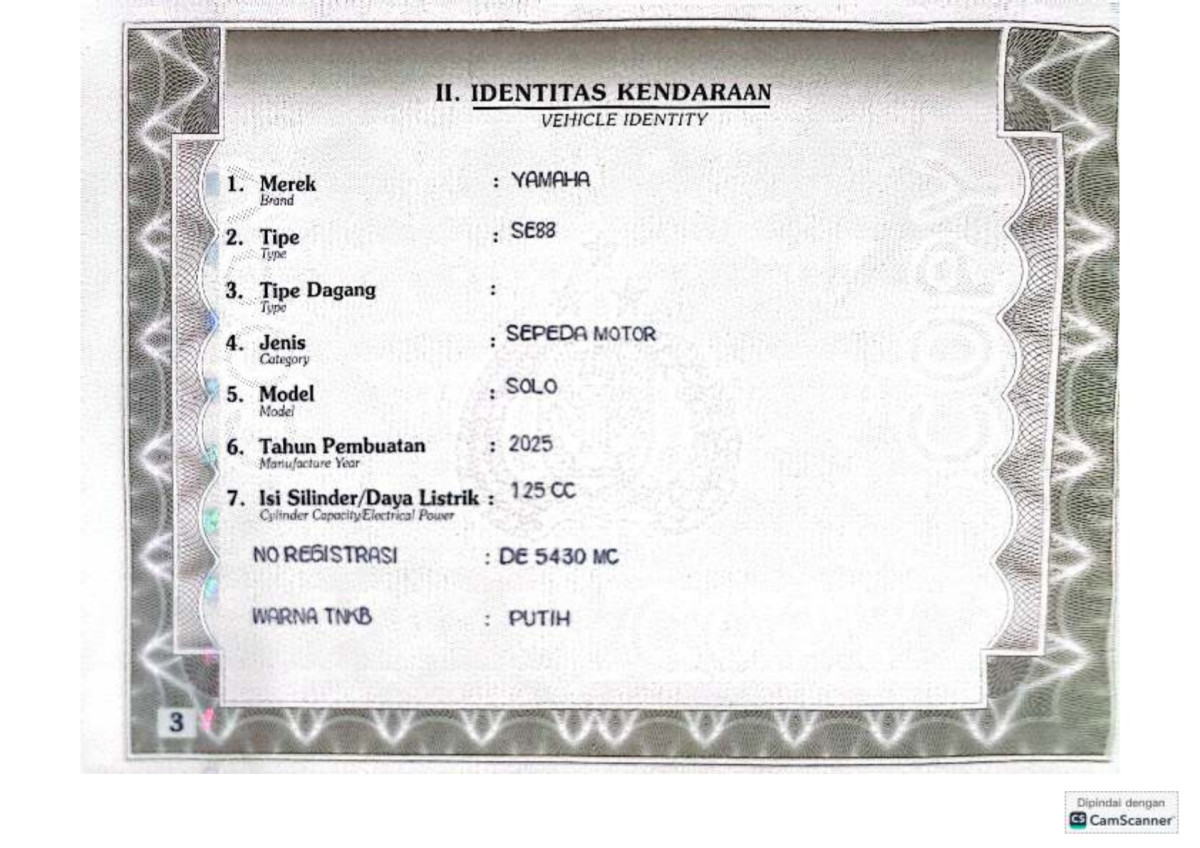 II. IDENTITAS KENDARAAN
VEHICLE IDENTITY
1. Merek : YAMAHA
Brand
2. Tipe : SE88
Type
3. Tipe Dagang :
Type
4. Jenis : SEPEDA MOTOR
Category
5. Model : SOLO
Model
6. Tahun Pembuatan : 2025
Manufacture Year
7. Isi Silinder/Daya Listrik : 125 CC
Cylinder Capacity/Electrical Power
NO REGISTRASI : DE 5430 MC
WARNA TNKB : PUTIH
3
Dipindai dengan
CS CamScanner